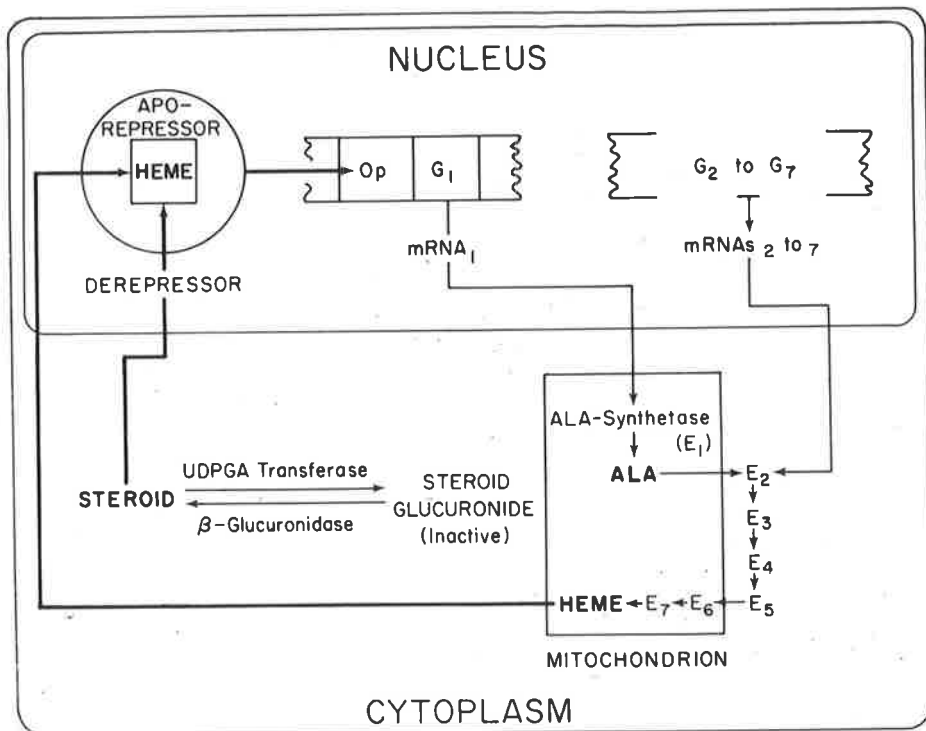 NUCLEUS
APO-
REPRESSOR
HEME
Op
G1
G2 to G7
mRNA1
mRNAs 2 to 7
DEREPRESSOR
ALA-Synthetase
(E1)
ALA
E2
UDPGA Transferase
STEROID
β-Glucuronidase
STEROID
GLUCURONIDE
(Inactive)
E3
E4
HEME
E7
E6
E5
MITOCHONDRION
CYTOPLASM